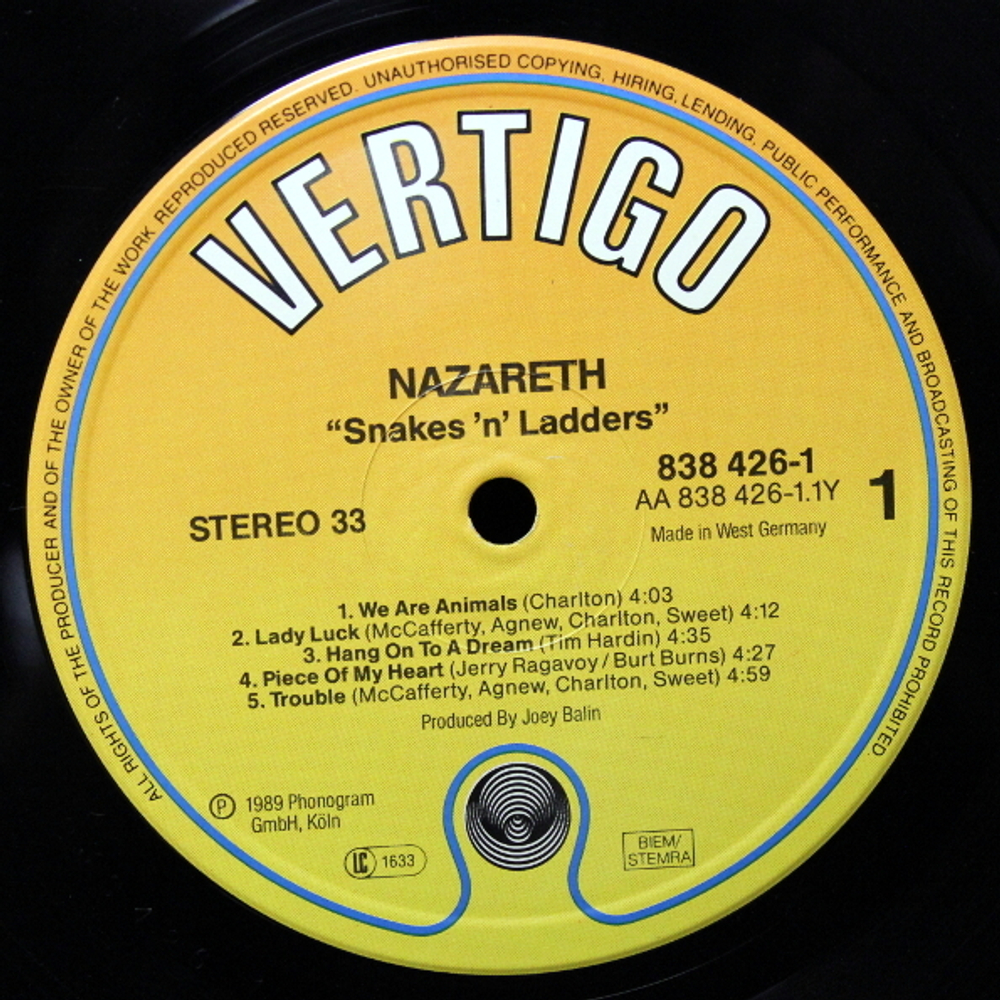 ALL RIGHTS OF THE PRODUCER AND OF THE OWNER OF THE WORK REPRODUCED RESERVED. UNAUTHORISED COPYING, HIRING, LENDING, PUBLIC PERFORMANCE AND BROADCASTING OF THIS RECORD PROHIBITED.
VERTIGO
NAZARETH
“Snakes ’n’ Ladders”
838 426-1
AA 838 426-1.1Y
1
STEREO 33
Made in West Germany
1. We Are Animals (Charlton) 4:03
2. Lady Luck (McCafferty, Agnew, Charlton, Sweet) 4:12
3. Hang On To A Dream (Tim Hardin) 4:35
4. Piece Of My Heart (Jerry Ragavoy / Burt Burns) 4:27
5. Trouble (McCafferty, Agnew, Charlton, Sweet) 4:59
Produced By Joey Balin
℗ 1989 Phonogram
GmbH, Köln
LC 1633
BIEM/
STEMRA